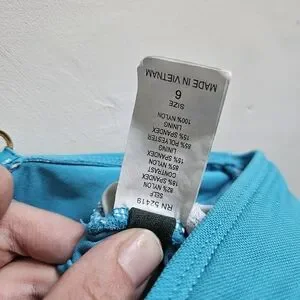 MADE IN VIETNAM
6
SIZE
100% NYLON
LINING
15% SPANDEX
85% POLYESTER
LINING
15% SPANDEX
85% NYLON
CONTRAST
18% SPANDEX
82% NYLON
SELF
RN 52419